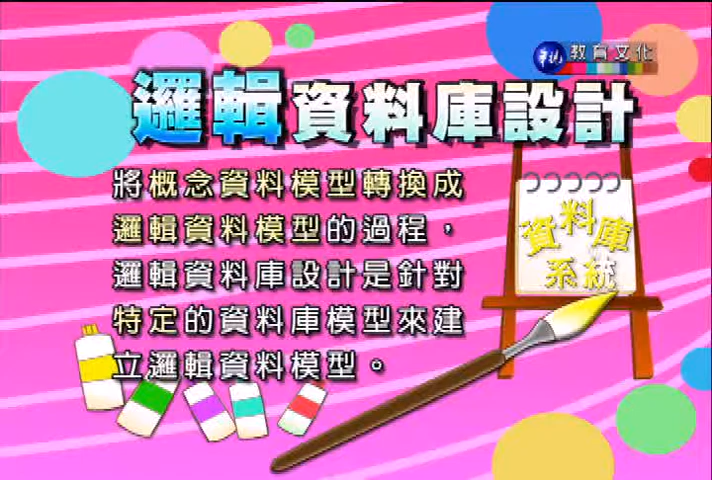 華視 教育文化
邏輯資料庫設計
將概念資料模型轉換成
邏輯資料模型的過程，
邏輯資料庫設計是針對
特定的資料庫模型來建
立邏輯資料模型。
資料庫
系統